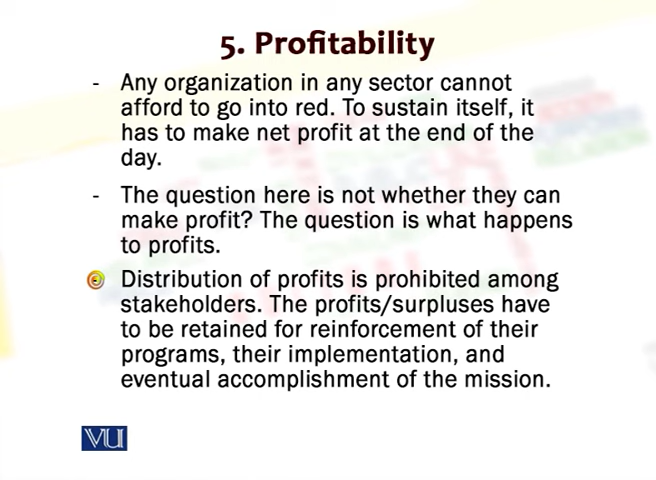 5. Profitability
- Any organization in any sector cannot
afford to go into red. To sustain itself, it
has to make net profit at the end of the
day.
- The question here is not whether they can
make profit? The question is what happens
to profits.
Distribution of profits is prohibited among
stakeholders. The profits/surpluses have
to be retained for reinforcement of their
programs, their implementation, and
eventual accomplishment of the mission.
VU